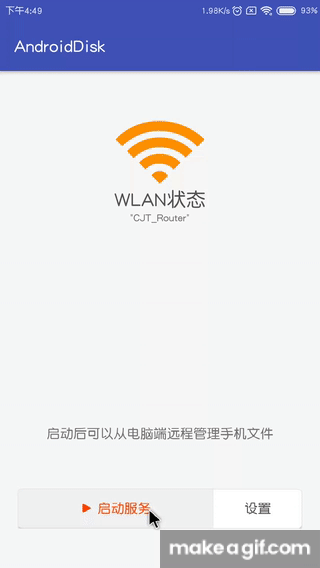 下午4:49
1.98K/s
93%
AndroidDisk
WLAN状态
"CJT_Router"
启动后可以从电脑端远程管理手机文件
启动服务
设置
makeagif.com